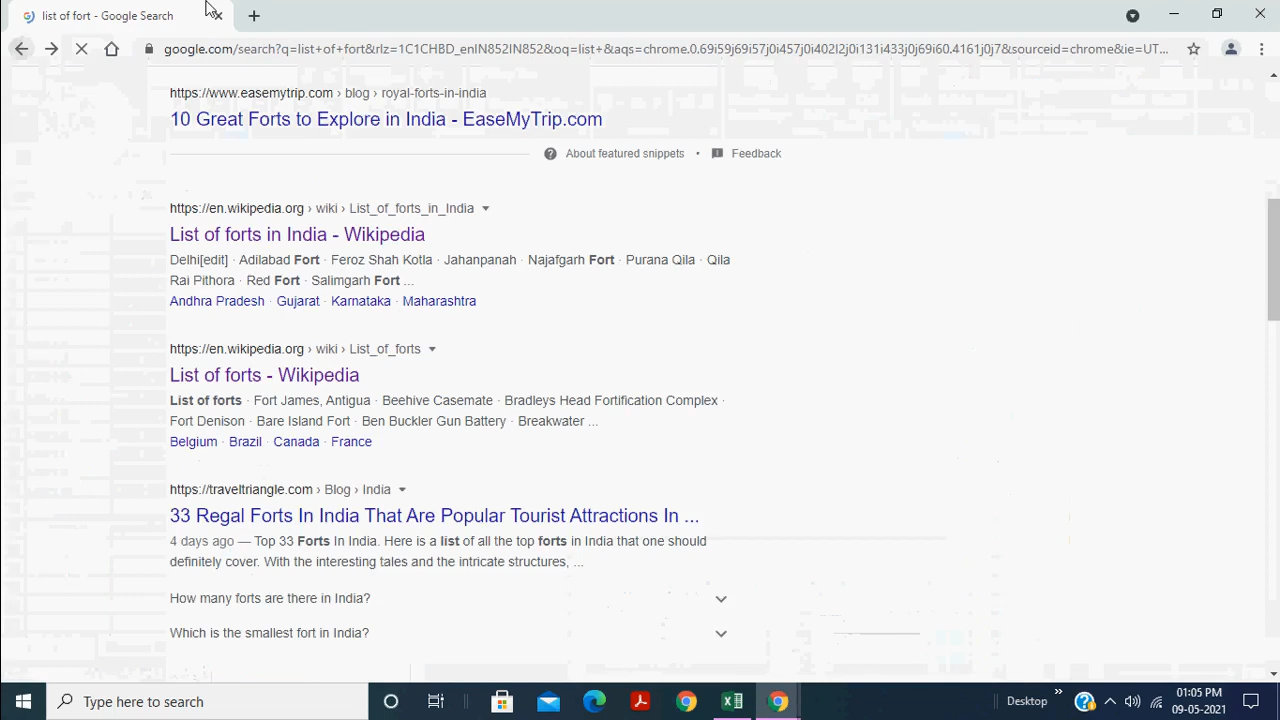 list of fort - Google Search
google.com/search?q=list+of+fort&rlz=1C1CHBD_enIN852IN852&oq=list+&aqs=chrome.0.69i59j69i57j0i457j0i402l2j0i131i433j0j69i60.4161j0j7&sourceid=chrome&ie=UT...
https://www.easemytrip.com › blog › royal-forts-in-india
10 Great Forts to Explore in India - EaseMyTrip.com
About featured snippets • Feedback
https://en.wikipedia.org › wiki › List_of_forts_in_India
List of forts in India - Wikipedia
Delhi[edit] · Adilabad Fort · Feroz Shah Kotla · Jahanpanah · Najafgarh Fort · Purana Qila · Qila
Rai Pithora · Red Fort · Salimgarh Fort ...
Andhra Pradesh · Gujarat · Karnataka · Maharashtra
https://en.wikipedia.org › wiki › List_of_forts
List of forts - Wikipedia
List of forts · Fort James, Antigua · Beehive Casemate · Bradleys Head Fortification Complex ·
Fort Denison · Bare Island Fort · Ben Buckler Gun Battery · Breakwater ...
Belgium · Brazil · Canada · France
https://traveltriangle.com › Blog › India
33 Regal Forts In India That Are Popular Tourist Attractions In ...
4 days ago — Top 33 Forts In India. Here is a list of all the top forts in India that one should
definitely cover. With the interesting tales and the intricate structures, ...
How many forts are there in India?
Which is the smallest fort in India?
Type here to search
Desktop
01:05 PM
09-05-2021